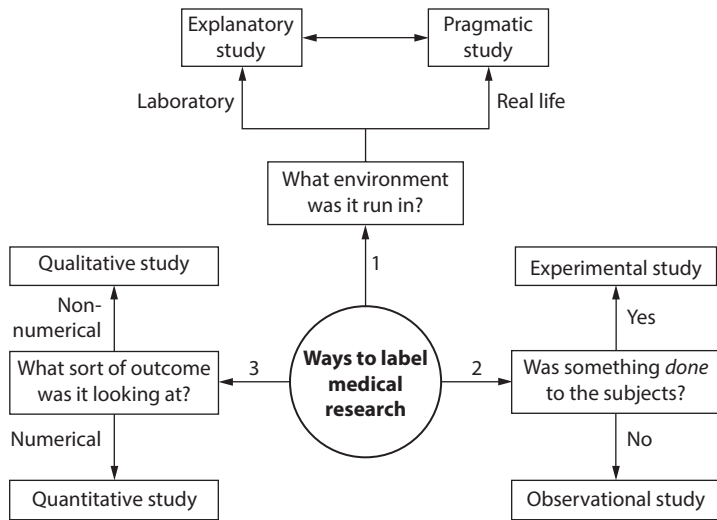 Explanatory
study
Pragmatic
study
Laboratory
Real life
What environment
was it run in?
1
Qualitative study
Experimental study
Non-
numerical
Yes
Ways to label
medical
research
What sort of outcome
was it looking at?
3
2
Was something done
to the subjects?
Numerical
No
Quantitative study
Observational study